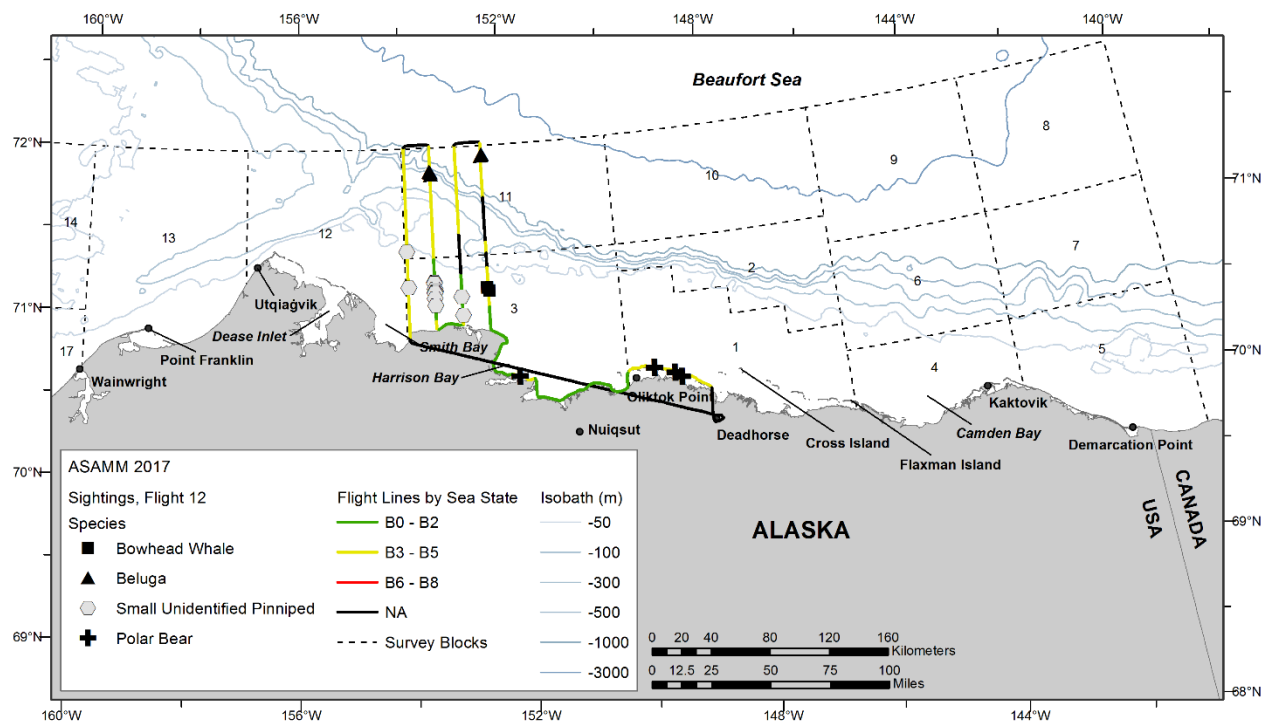 160°W 156°W 152°W 148°W 144°W 140°W
Beaufort Sea
8
72°N
9
71°N
10
11
14
13
12
7
2
6
71°N
Utqiaġvik
3
Dease Inlet
17
Point Franklin
Smith Bay
1
5
70°N
Wainwright
Harrison Bay
4
Oliktok Point
Kaktovik
Nuiqsut
Deadhorse
Camden Bay
Cross Island
Demarcation Point
Flaxman Island
70°N
ASAMM 2017
Sightings, Flight 12
Species
Bowhead Whale
Beluga
Small Unidentified Pinniped
Polar Bear
Flight Lines by Sea State
B0 - B2
B3 - B5
B6 - B8
NA
Survey Blocks
Isobath (m)
-50
-100
-300
-500
-1000
-3000
ALASKA
USA
CANADA
69°N
69°N
0 20 40 80 120 160
Kilometers
0 12.5 25 50 75 100
Miles
68°N
160°W 156°W 152°W 148°W 144°W